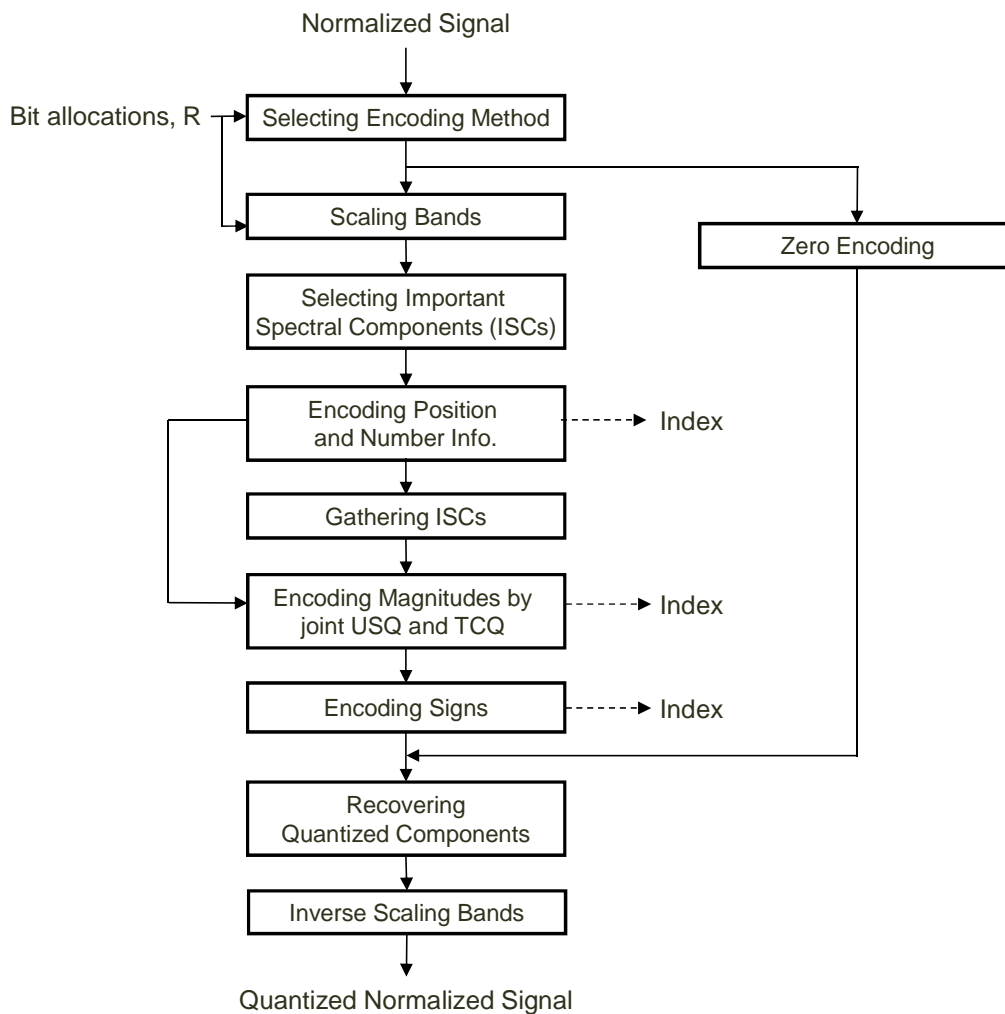 Normalized Signal
Bit allocations, R
Selecting Encoding Method
Scaling Bands
Zero Encoding
Selecting Important
Spectral Components (ISCs)
Encoding Position
and Number Info.
Index
Gathering ISCs
Encoding Magnitudes by
joint USQ and TCQ
Index
Encoding Signs
Index
Recovering
Quantized Components
Inverse Scaling Bands
Quantized Normalized Signal